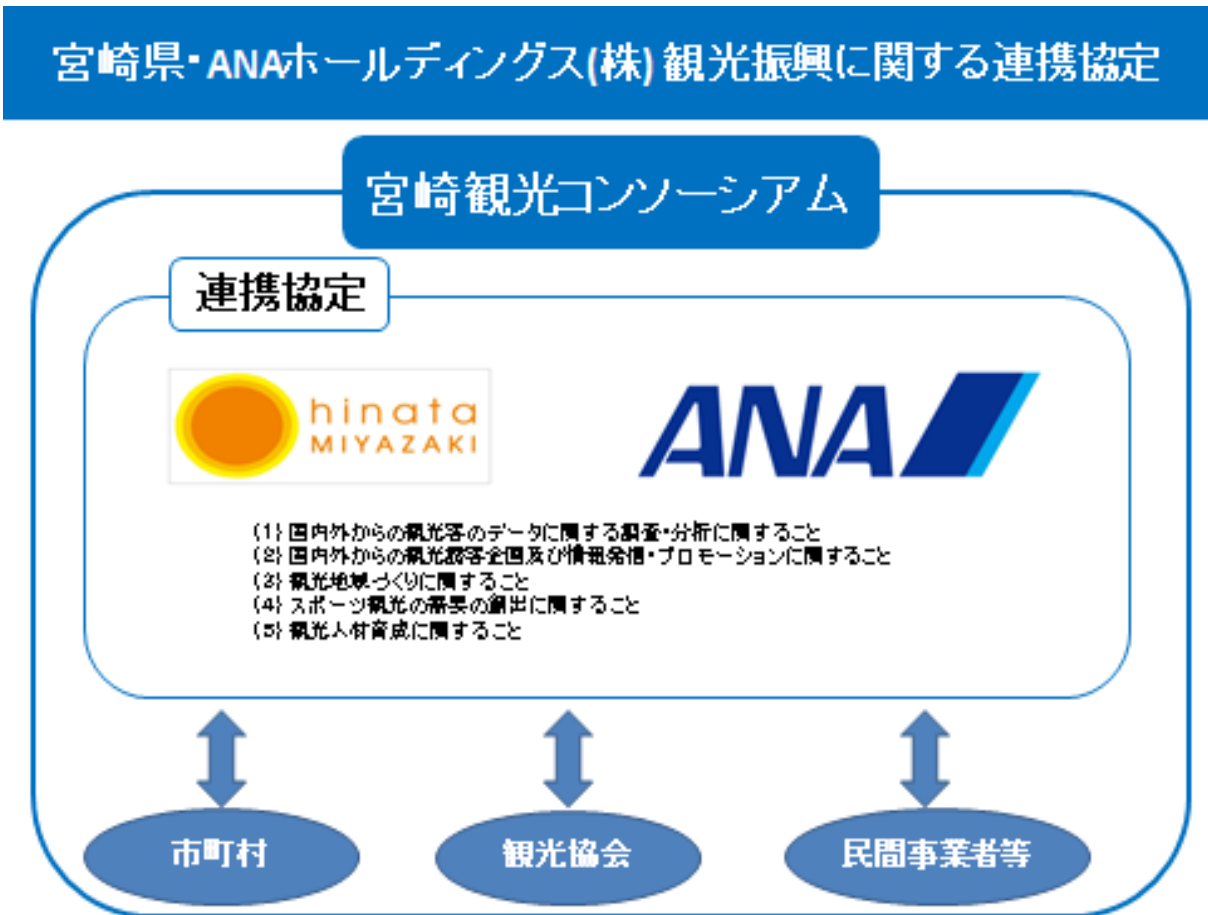 宮崎県・ANAホールディングス(株)観光振興に関する連携協定
宮崎観光コンソーシアム
連携協定
hinata
MIYAZAKI
ANA
(1) 国内外からの観光客のデータに関する調査・分析に関すること
(2) 国内外からの観光旅客企画及び情報発信・プロモーションに関すること
(3) 観光地域づくりに関すること
(4) スポーツ観光の需要の創出に関すること
(5) 観光人材育成に関すること
市町村
観光協会
民間事業者等